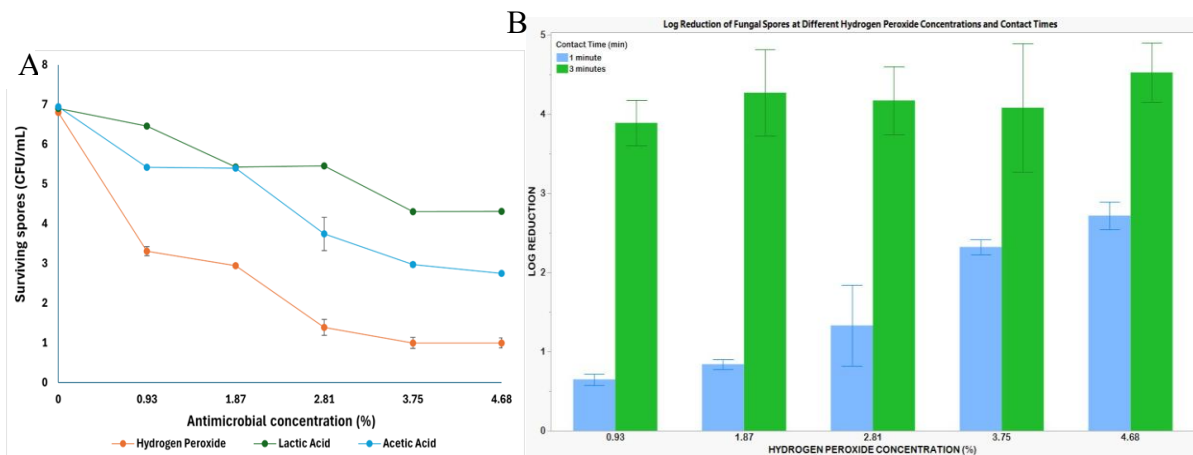 A
8
7
6
5
4
3
2
1
0
Surviving spores (CFU/mL)
0 0.93 1.87 2.81 3.75 4.68
Antimicrobial concentration (%)
Hydrogen Peroxide Lactic Acid Acetic Acid
B
Log Reduction of Fungal Spores at Different Hydrogen Peroxide Concentrations and Contact Times
Contact Time (min)
1 minute
3 minutes
5
4
3
2
1
0
LOG REDUCTION
0.93 1.87 2.81 3.75 4.68
HYDROGEN PEROXIDE CONCENTRATION (%)